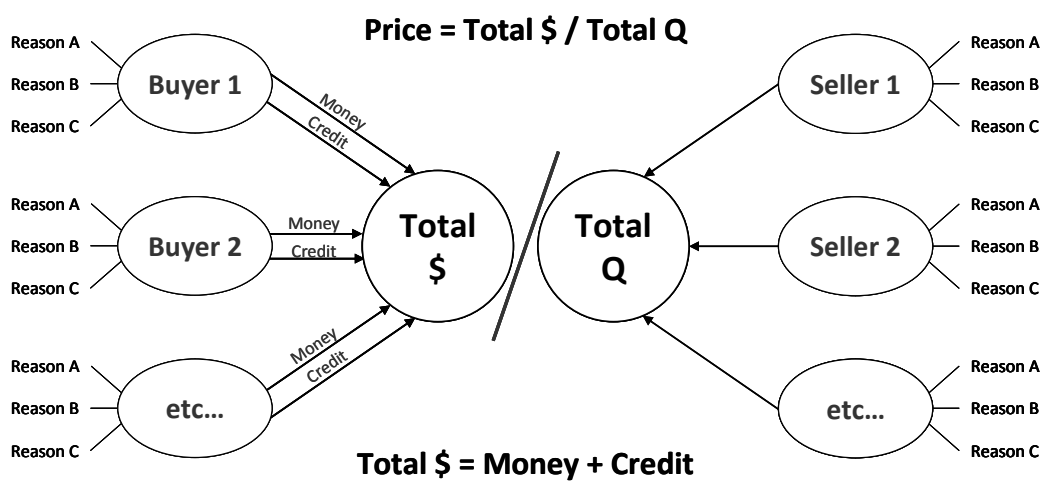 Price = Total $ / Total Q
Reason A
Reason B
Reason C
Buyer 1
Money
Credit
Seller 1
Reason A
Reason B
Reason C
Reason A
Reason B
Reason C
Buyer 2
Money
Credit
Total
$
Total
Q
Seller 2
Reason A
Reason B
Reason C
Reason A
Reason B
Reason C
etc...
Money
Credit
etc...
Reason A
Reason B
Reason C
Total $ = Money + Credit